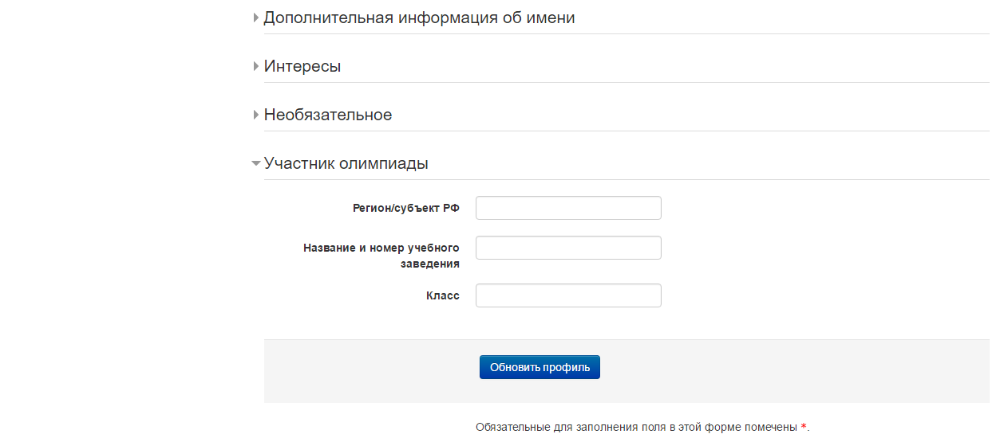 Дополнительная информация об имени
Интересы
Необязательное
Участник олимпиады
Регион/субъект РФ
Название и номер учебного
заведения
Класс
Обновить профиль
Обязательные для заполнения поля в этой форме помечены *.